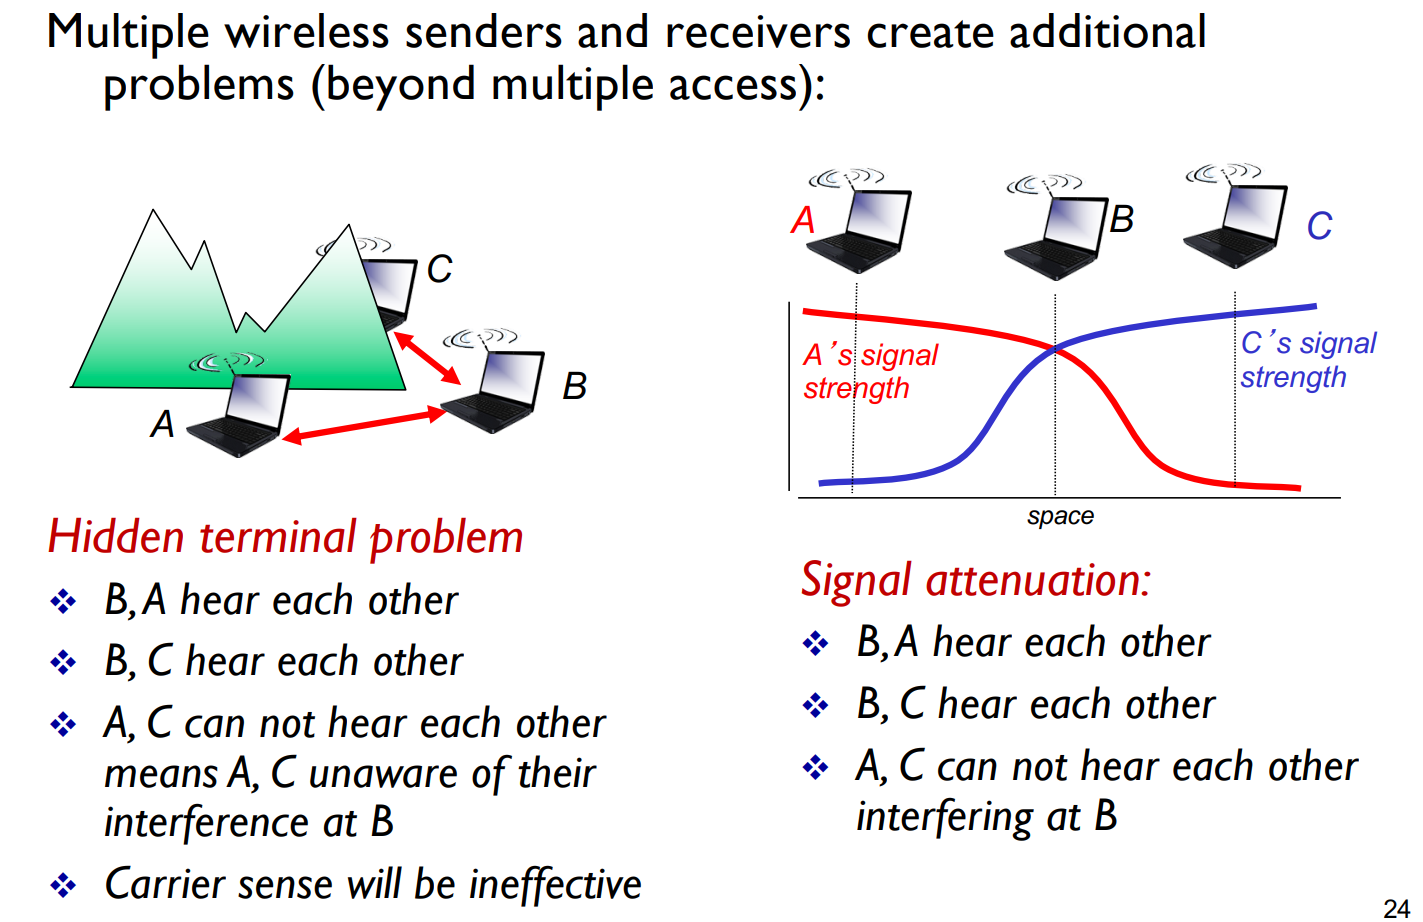 Multiple wireless senders and receivers create additional
problems (beyond multiple access):
C
B
A
Hidden terminal problem
B, A hear each other
B, C hear each other
A, C can not hear each other
means A, C unaware of their
interference at B
Carrier sense will be ineffective
A
B
C
A's signal
strength
C's signal
strength
space
Signal attenuation:
B, A hear each other
B, C hear each other
A, C can not hear each other
interfering at B
24